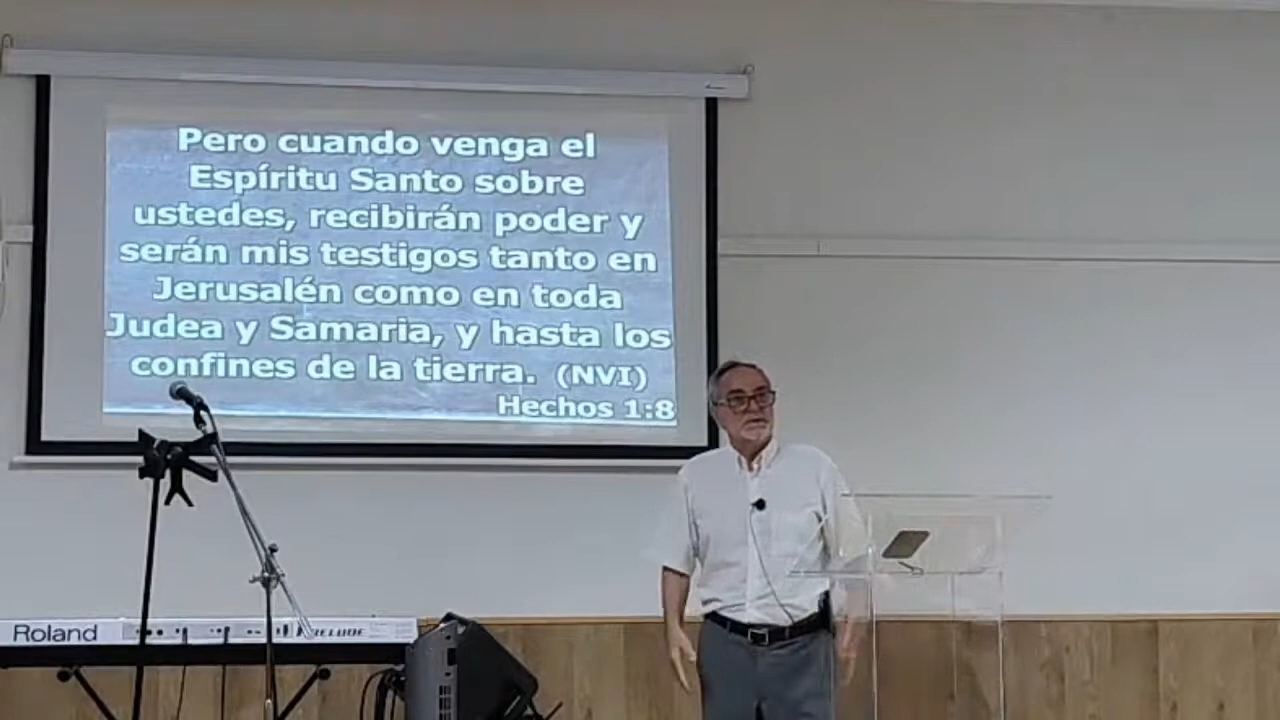 Pero cuando venga el
Espíritu Santo sobre
ustedes, recibirán poder y
serán mis testigos tanto en
Jerusalén como en toda
Judea y Samaria, y hasta los
confines de la tierra. (NVI)
Hechos 1:8
Roland
PRELUDE